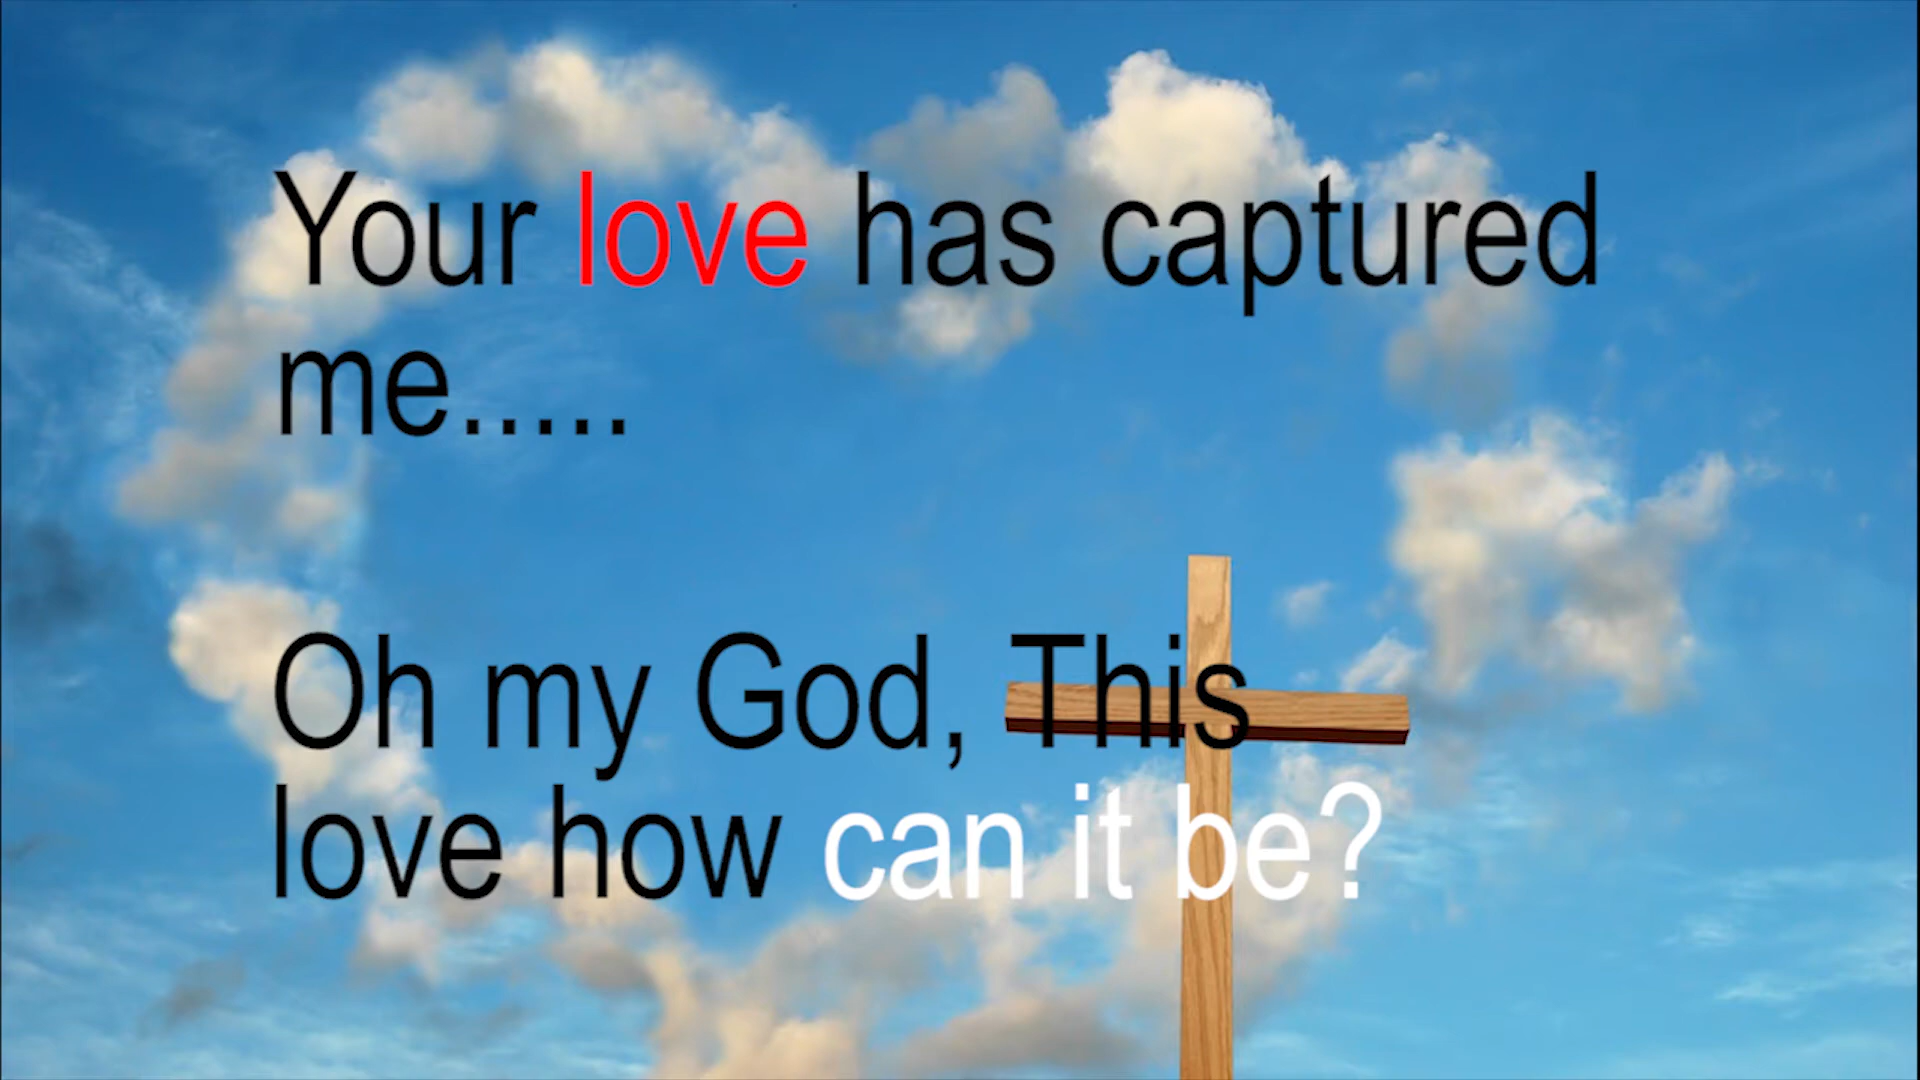 Your love has captured
me.....
Oh my God, This
love how can it be?